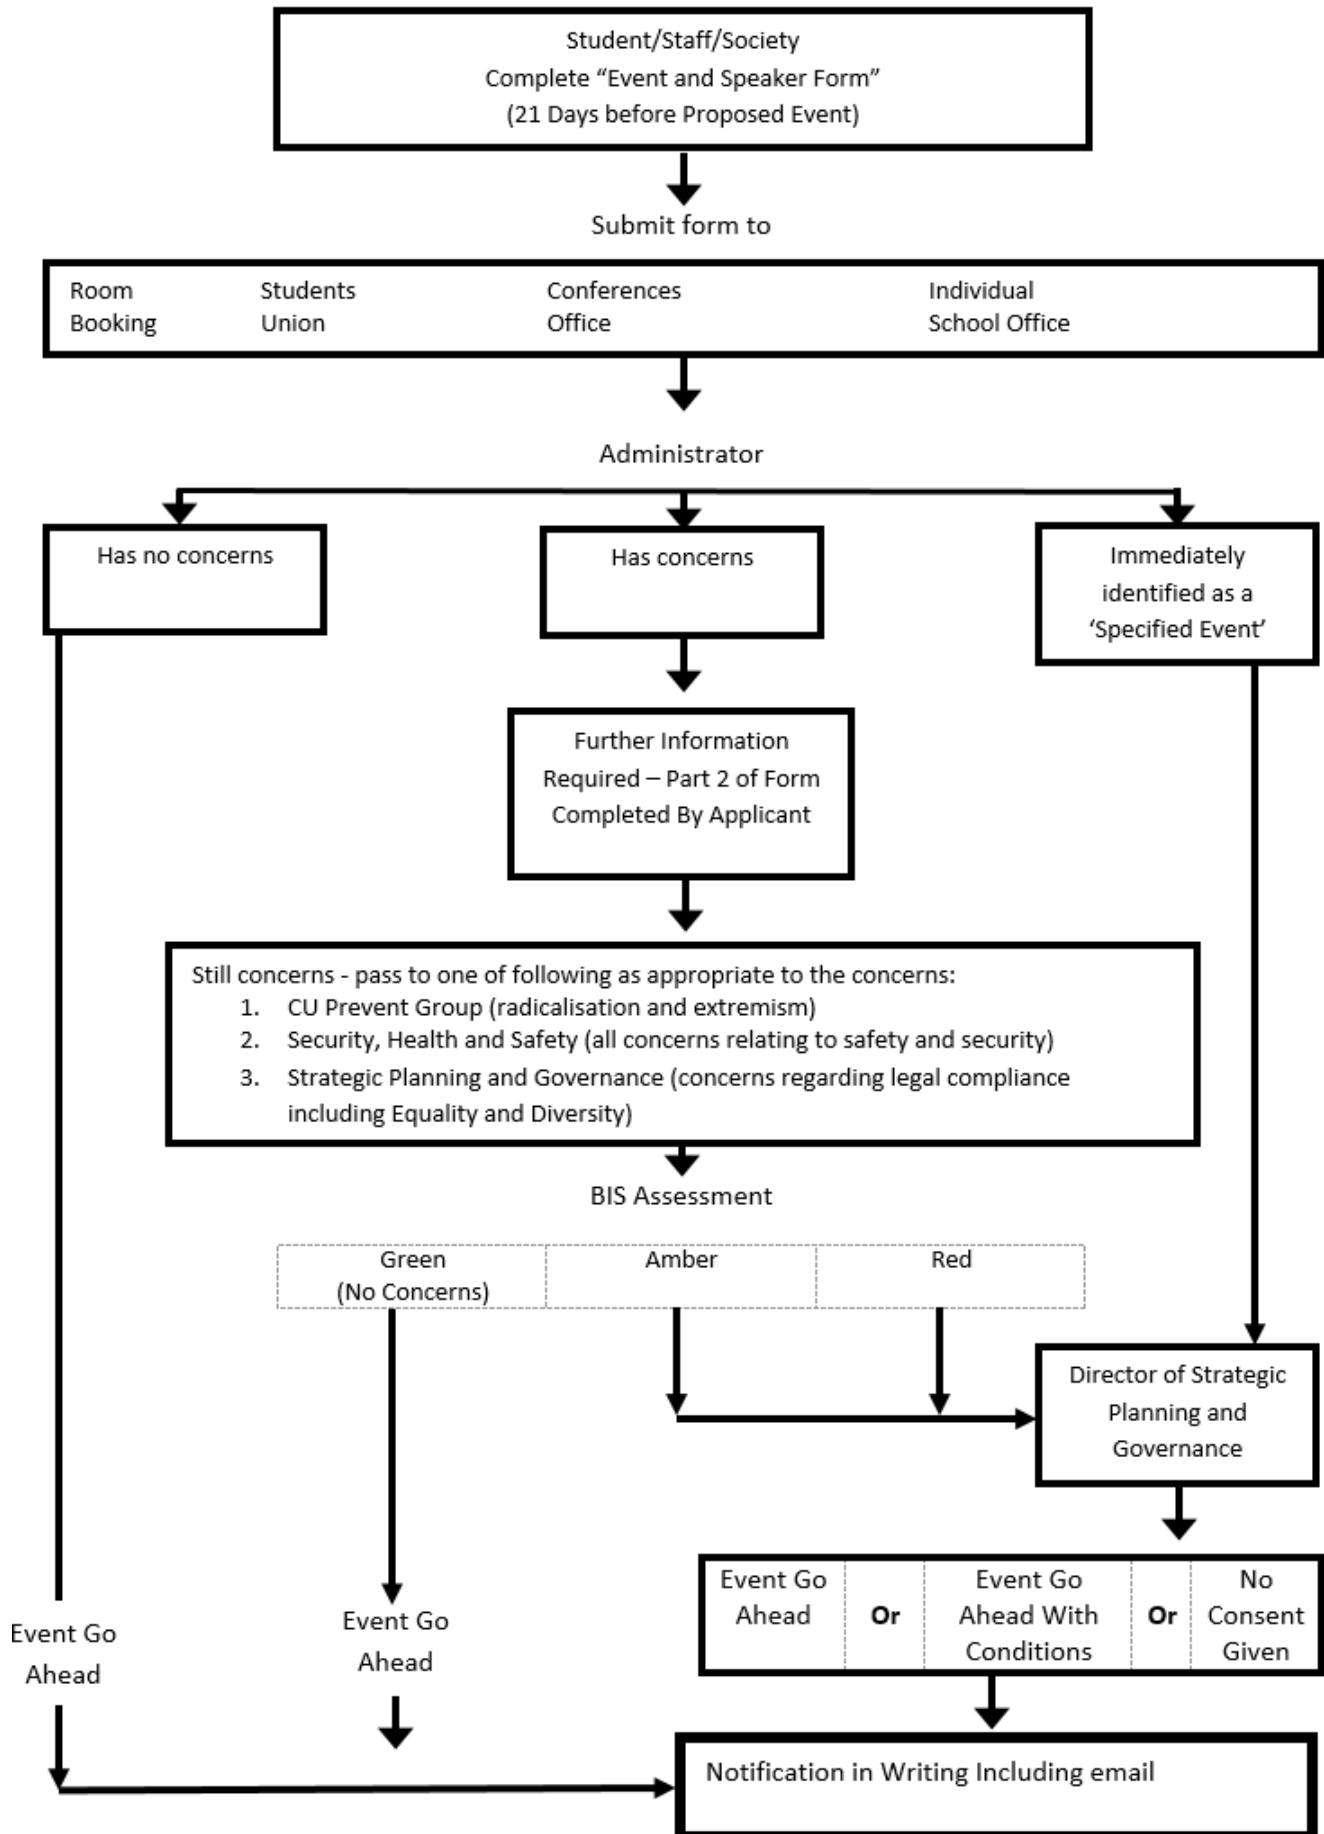 Student/Staff/Society
Complete “Event and Speaker Form”
(21 Days before Proposed Event)
Submit form to
Room
Booking
Students
Union
Conferences
Office
Individual
School Office
Administrator
Has no concerns
Has concerns
Immediately
identified as a
‘Specified Event’
Further Information
Required – Part 2 of Form
Completed By Applicant
Still concerns - pass to one of following as appropriate to the concerns:
1. CU Prevent Group (radicalisation and extremism)
2. Security, Health and Safety (all concerns relating to safety and security)
3. Strategic Planning and Governance (concerns regarding legal compliance
including Equality and Diversity)
BIS Assessment
Green
(No Concerns)
Amber
Red
Director of Strategic
Planning and
Governance
Event Go
Ahead
Or
Event Go
Ahead With
Conditions
Or
No
Consent
Given
Event Go
Ahead
Event Go
Ahead
Notification in Writing Including email